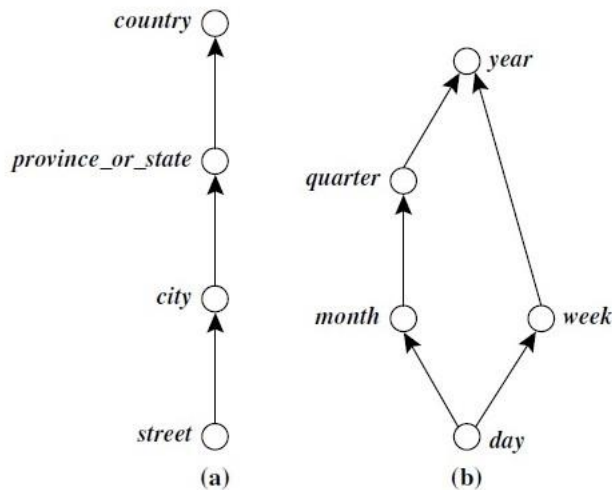 country
province_or_state
city
street
(a)
year
quarter
month
week
day
(b)